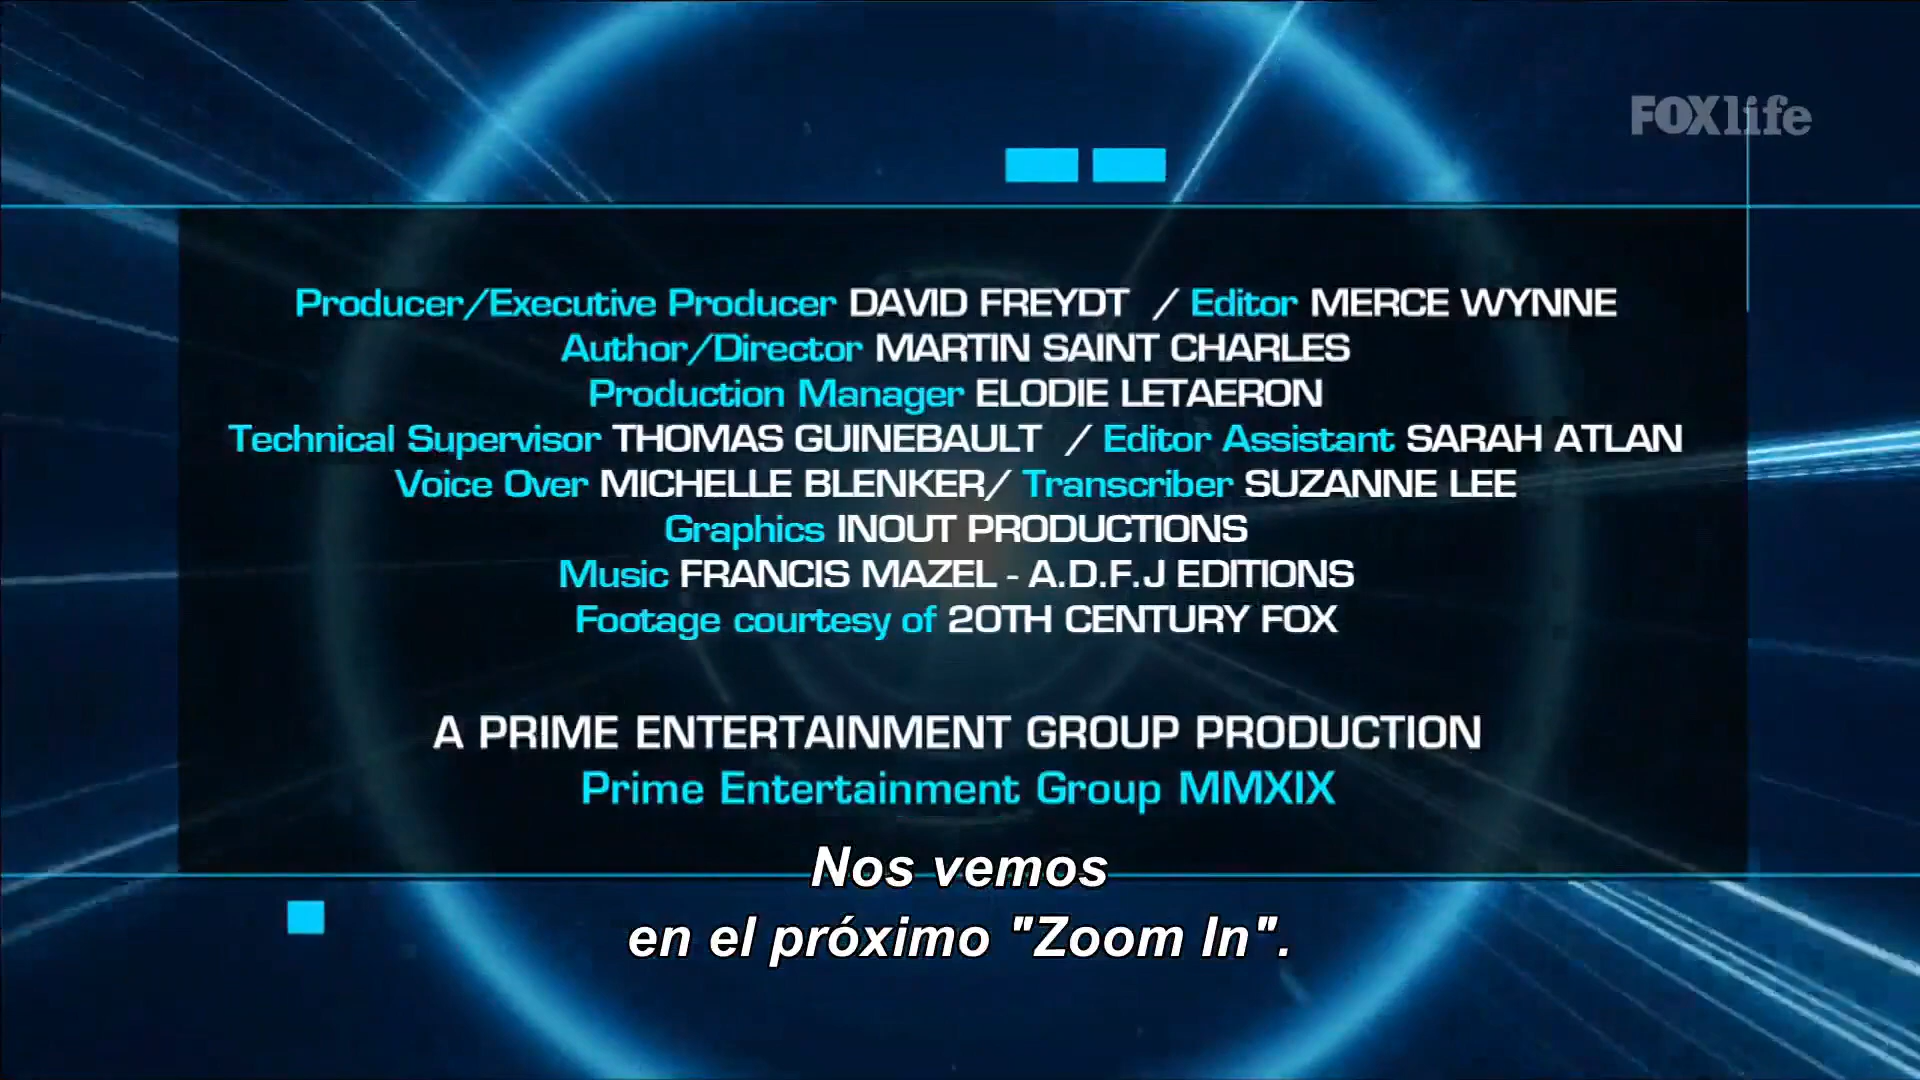 FOXlife
Producer/Executive Producer DAVID FREYDT / Editor MERCE WYNNE
Author/Director MARTIN SAINT CHARLES
Production Manager ELODIE LETAERON
Technical Supervisor THOMAS GUINEBAULT / Editor Assistant SARAH ATLAN
Voice Over MICHELLE BLENKER/ Transcriber SUZANNE LEE
Graphics INOUT PRODUCTIONS
Music FRANCIS MAZEL - A.D.F.J EDITIONS
Footage courtesy of 20TH CENTURY FOX
A PRIME ENTERTAINMENT GROUP PRODUCTION
Prime Entertainment Group MMXIX
Nos vemos
en el próximo "Zoom In".